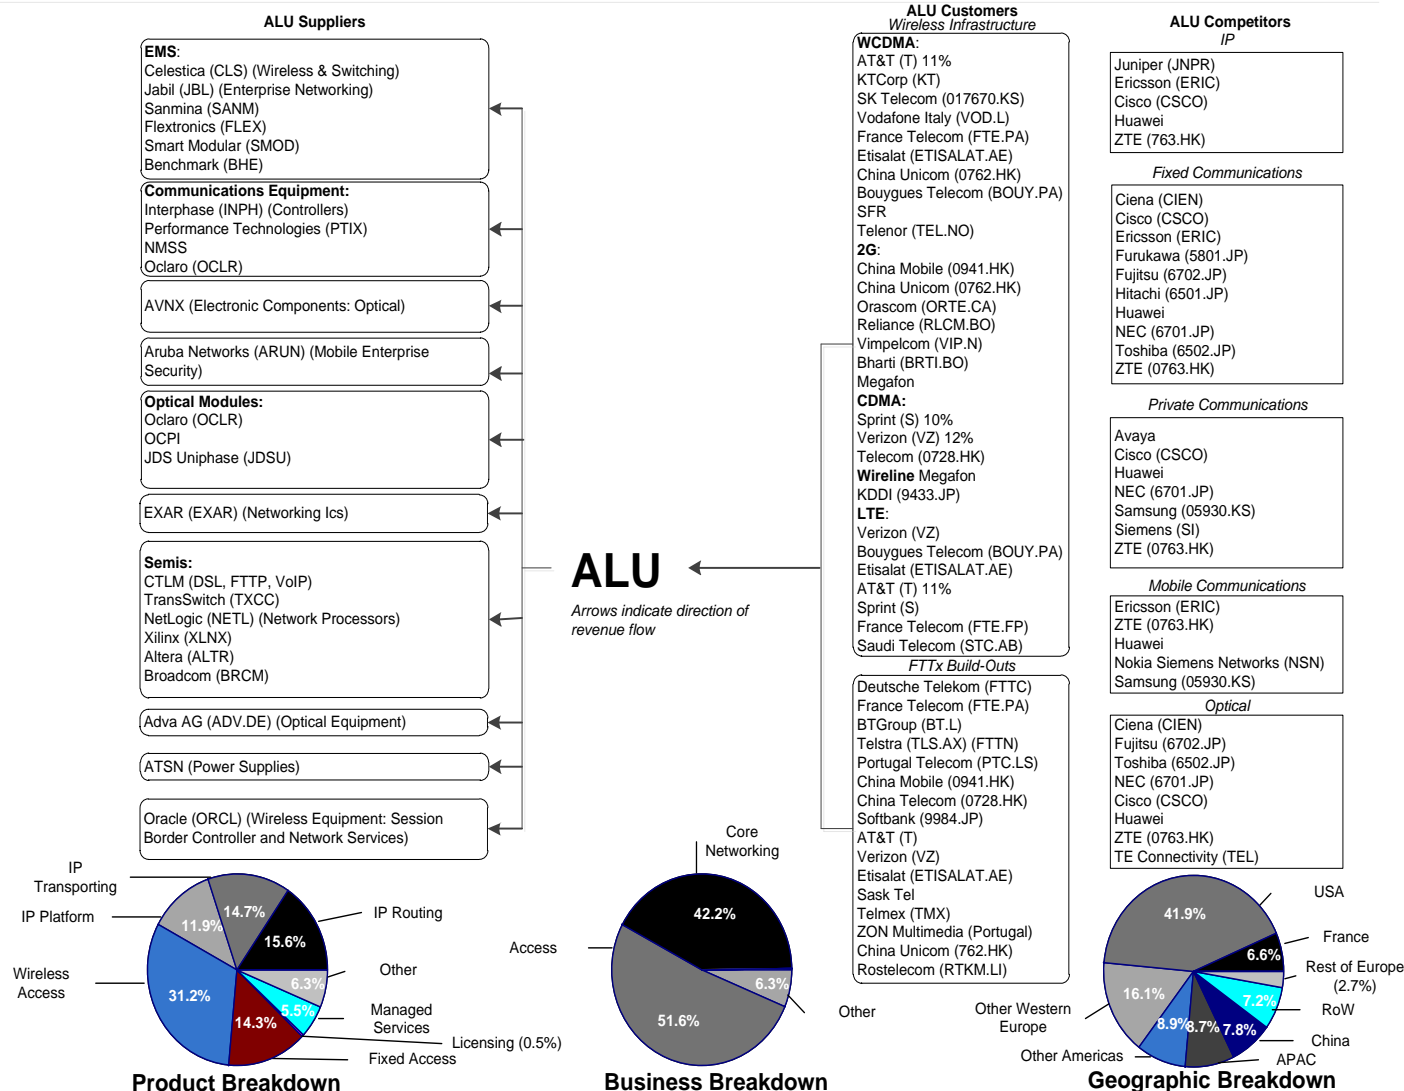 ALU Suppliers
EMS:
Celestica (CLS) (Wireless & Switching)
Jabil (JBL) (Enterprise Networking)
Sanmina (SANM)
Flextronics (FLEX)
Smart Modular (SMOD)
Benchmark (BHE)
Communications Equipment:
Interphase (INPH) (Controllers)
Performance Technologies (PTIX)
NMSS
Oclaro (OCLR)
AVNX (Electronic Components: Optical)
Aruba Networks (ARUN) (Mobile Enterprise
Security)
Optical Modules:
Oclaro (OCLR)
OCPI
JDS Uniphase (JDSU)
EXAR (EXAR) (Networking Ics)
Semis:
CTLM (DSL, FTTP, VoIP)
TransSwitch (TXCC)
NetLogic (NETL) (Network Processors)
Xilinx (XLNX)
Altera (ALTR)
Broadcom (BRCM)
Adva AG (ADV.DE) (Optical Equipment)
ATSN (Power Supplies)
Oracle (ORCL) (Wireless Equipment: Session
Border Controller and Network Services)
ALU
Arrows indicate direction of
revenue flow
ALU Customers
Wireless Infrastructure
WCDMA:
AT&T (T) 11%
KTCorp (KT)
SK Telecom (017670.KS)
Vodafone Italy (VOD.L)
France Telecom (FTE.PA)
Etisalat (ETISALAT.AE)
China Unicom (0762.HK)
Bouygues Telecom (BOUY.PA)
SFR
Telenor (TEL.NO)
2G:
China Mobile (0941.HK)
China Unicom (0762.HK)
Orascom (ORTE.CA)
Reliance (RLCM.BO)
Vimpelcom (VIP.N)
Bharti (BRTI.BO)
Megafon
CDMA:
Sprint (S) 10%
Verizon (VZ) 12%
Telecom (0728.HK)
Wireline Megafon
KDDI (9433.JP)
LTE:
Verizon (VZ)
Bouygues Telecom (BOUY.PA)
Etisalat (ETISALAT.AE)
AT&T (T) 11%
Sprint (S)
France Telecom (FTE.FP)
Saudi Telecom (STC.AB)
FTTx Build-Outs
Deutsche Telekom (FTTC)
France Telecom (FTE.PA)
BTGroup (BT.L)
Telstra (TLS.AX) (FTTN)
Portugal Telecom (PTC.LS)
China Mobile (0941.HK)
China Telecom (0728.HK)
Softbank (9984.JP)
AT&T (T)
Verizon (VZ)
Etisalat (ETISALAT.AE)
Sask Tel
Telmex (TMX)
ZON Multimedia (Portugal)
China Unicom (762.HK)
Rostelecom (RTKM.LI)
ALU Competitors
IP
Juniper (JNPR)
Ericsson (ERIC)
Cisco (CSCO)
Huawei
ZTE (763.HK)
Fixed Communications
Ciena (CIEN)
Cisco (CSCO)
Ericsson (ERIC)
Furukawa (5801.JP)
Fujitsu (6702.JP)
Hitachi (6501.JP)
Huawei
NEC (6701.JP)
Toshiba (6502.JP)
ZTE (0763.HK)
Private Communications
Avaya
Cisco (CSCO)
Huawei
NEC (6701.JP)
Samsung (05930.KS)
Siemens (SI)
ZTE (0763.HK)
Mobile Communications
Ericsson (ERIC)
ZTE (0763.HK)
Huawei
Nokia Siemens Networks (NSN)
Samsung (05930.KS)
Optical
Ciena (CIEN)
Fujitsu (6702.JP)
Toshiba (6502.JP)
NEC (6701.JP)
Cisco (CSCO)
Huawei
ZTE (0763.HK)
TE Connectivity (TEL)
IP
Transporting
IP Platform
Wireless
Access
IP Routing
Other
Managed
Services
Licensing (0.5%)
Fixed Access
14.7%
11.9%
15.6%
6.3%
31.2%
5.5%
14.3%
Product Breakdown
Core
Networking
Access
Other
42.2%
6.3%
51.6%
Business Breakdown
USA
France
Rest of Europe
(2.7%)
RoW
China
APAC
Other Americas
Other Western
Europe
41.9%
6.6%
16.1%
7.2%
8.9%
8.7%
7.8%
Geographic Breakdown